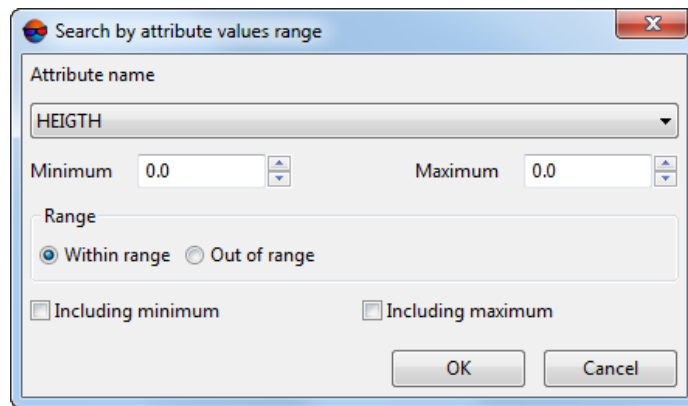 Search by attribute values range
Attribute name
HEIGTH
Minimum 0.0 Maximum 0.0
Range
Within range Out of range
Including minimum Including maximum
OK Cancel